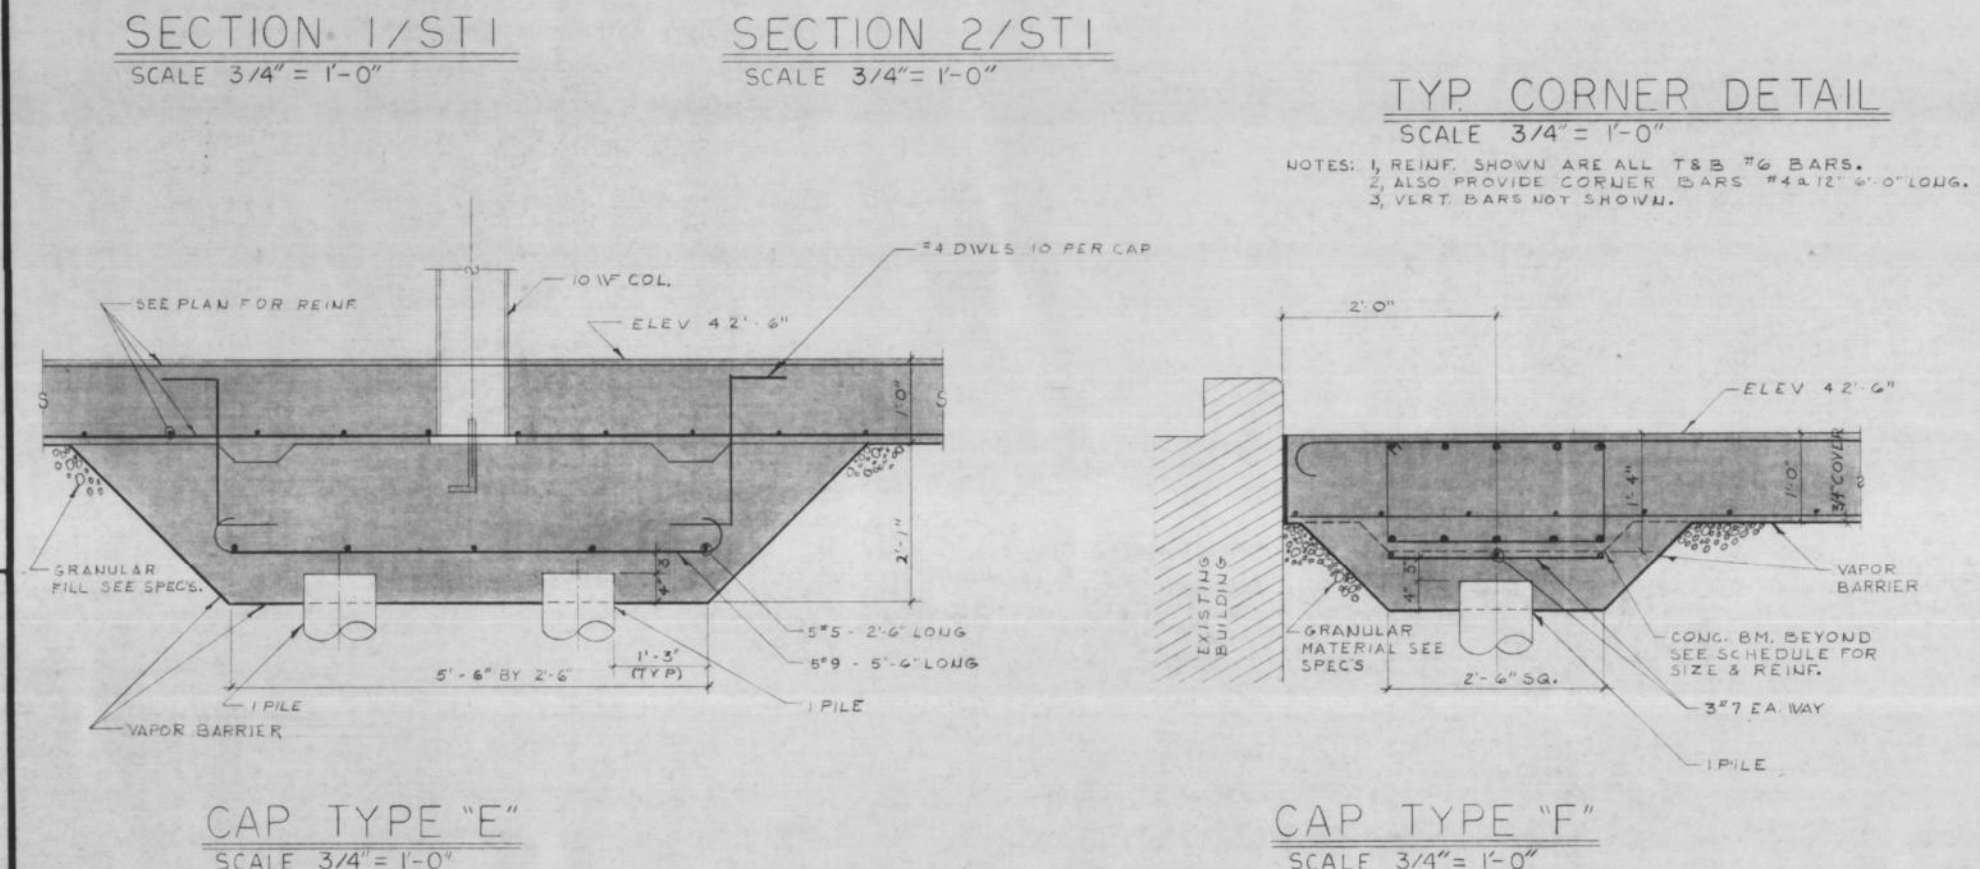 SECTION 1/ST1
SCALE 3/4" = 1'-0"
SECTION 2/ST1
SCALE 3/4" = 1'-0"
TYP. CORNER DETAIL
SCALE 3/4" = 1'-0"
NOTES: 1, REINF. SHOWN ARE ALL T&B #6 BARS.
2, ALSO PROVIDE CORNER BARS #4 @ 12" 6'-0" LONG.
3, VERT. BARS NOT SHOWN.
SEE PLAN FOR REINF.
10 WF COL.
#4 DWLS 10 PER CAP
ELEV 42'-6"
1'-0"
2'-1"
GRANULAR
FILL SEE SPEC'S.
4" 3"
5#5 - 2'-6" LONG
5#9 - 5'-6" LONG
1'-3"
(TYP)
5'-6" BY 2'-6"
1 PILE
1 PILE
VAPOR BARRIER
CAP TYPE "E"
SCALE 3/4" = 1'-0"
2'-0"
ELEV 42'-6"
1'-4"
1'-0"
3/4" COVER
EXISTING
BUILDING
4" 3"
VAPOR
BARRIER
GRANULAR
MATERIAL SEE
SPEC'S
CONC. BM. BEYOND
SEE SCHEDULE FOR
SIZE & REINF.
2'-6" SQ.
3#7 EA. WAY
1 PILE
CAP TYPE "F"
SCALE 3/4" = 1'-0"